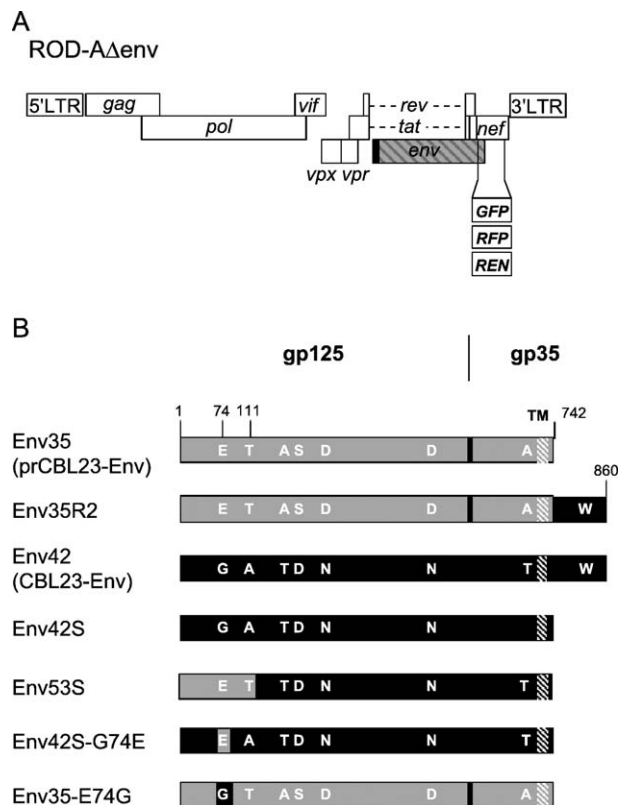 A
ROD-AΔenv
5'LTR gag vif rev 3'LTR
pol tat nef
env
vpx vpr
GFP
RFP
REN
B
gp125 gp35
1 74 111 TM 742
Env35 E T A S D D A
(prCBL23-Env)
860
Env35R2 E T A S D D A W
Env42 G A T D N N T W
(CBL23-Env)
Env42S G A T D N N
Env53S E T T D N N T
Env42S-G74E E A T D N N T
Env35-E74G G T A S D D A